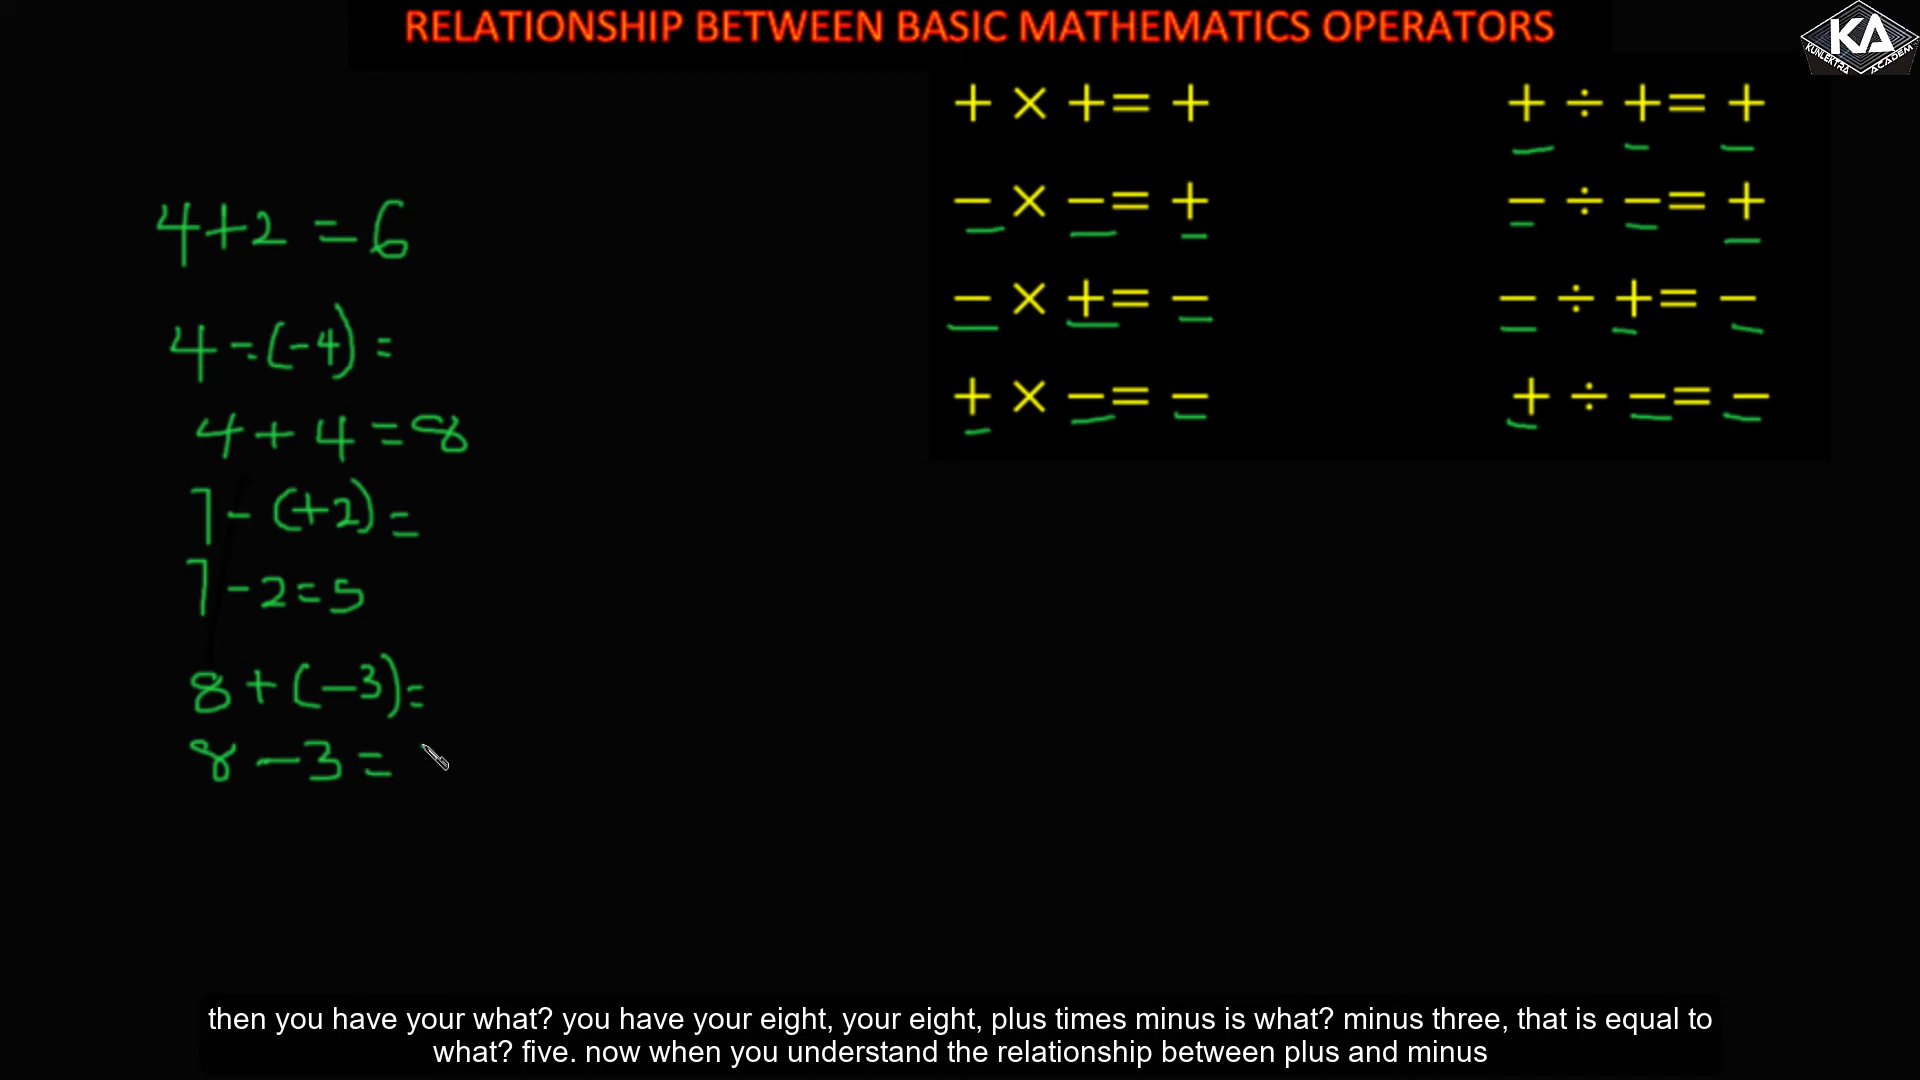 RELATIONSHIP BETWEEN BASIC MATHEMATICS OPERATORS
KA
KUNLEKTRA ACADEM
+ × += +
+ ÷ += +
− × −= +
− ÷ −= +
− × += −
− ÷ += −
+ × −= −
+ ÷ −= −
4+2 = 6
4-(-4) =
4 + 4 = 8
7 - (+2) =
7 - 2 = 5
8 + (-3) =
8 - 3 =
then you have your what? you have your eight, your eight, plus times minus is what? minus three, that is equal to
what? five. now when you understand the relationship between plus and minus